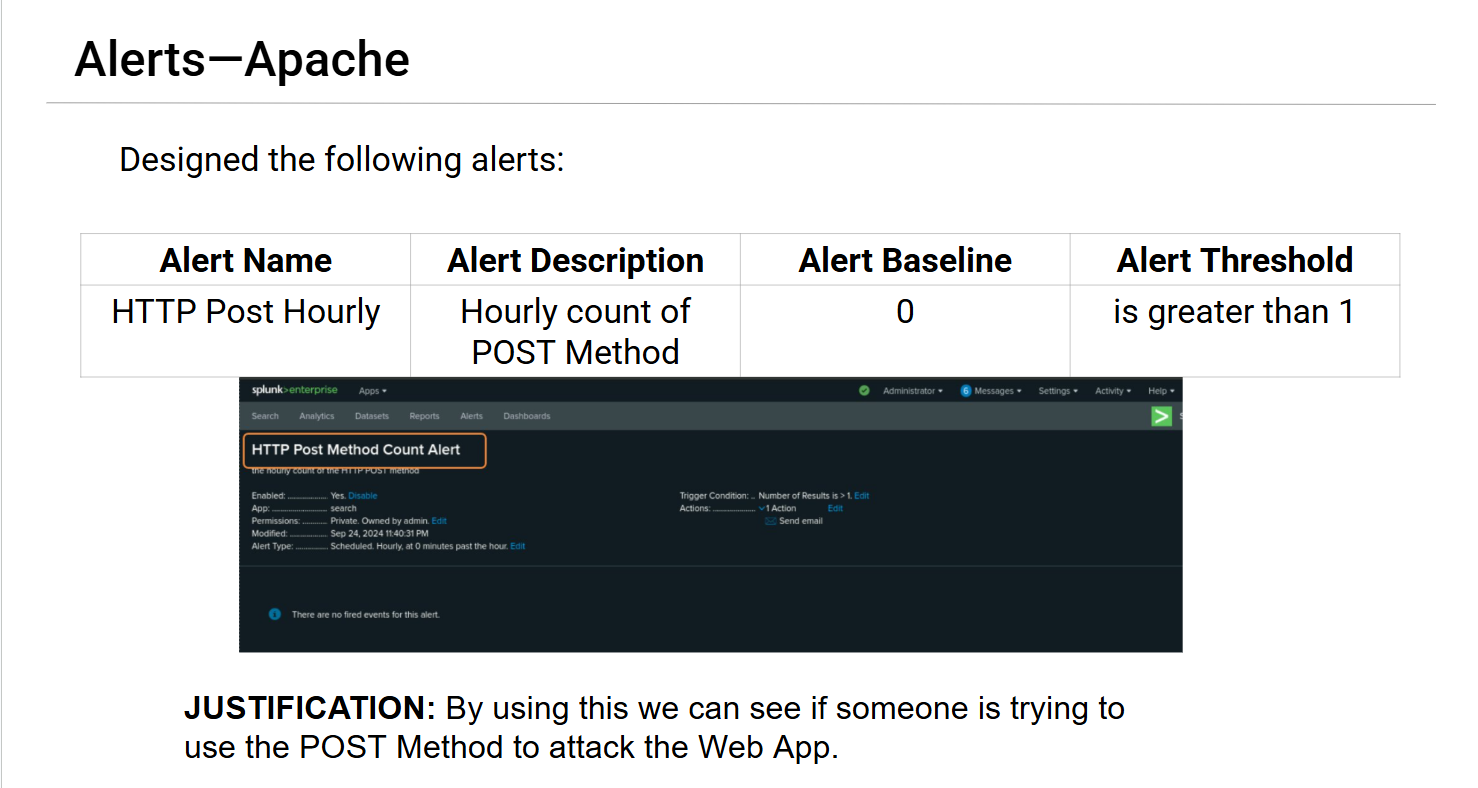 Alerts—Apache
Designed the following alerts:
Alert Name Alert Description Alert Baseline Alert Threshold
HTTP Post Hourly Hourly count of POST Method 0 is greater than 1
splunk>enterprise Apps Administrator 6 Messages Settings Activity Help
Search Analytics Datasets Reports Alerts Dashboards
HTTP Post Method Count Alert
the hourly count of the HTTP POST method
Enabled: .................. Yes. Disable
App: ........................ search
Permissions: ........... Private. Owned by admin. Edit
Modified: ................ Sep 24, 2024 11:40:31 PM
Alert Type: .............. Scheduled. Hourly, at 0 minutes past the hour. Edit
Trigger Condition: .. Number of Results is > 1. Edit
Actions: .................... 1 Action Edit
Send email
There are no fired events for this alert.
JUSTIFICATION: By using this we can see if someone is trying to
use the POST Method to attack the Web App.